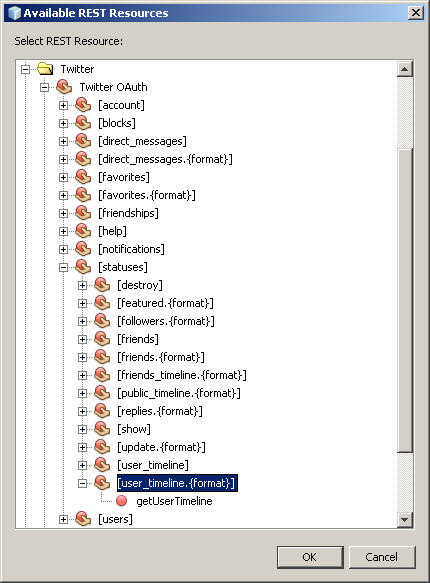 Available REST Resources
Select REST Resource:
Twitter
Twitter OAuth
[account]
[blocks]
[direct_messages]
[direct_messages.{format}]
[favorites]
[favorites.{format}]
[friendships]
[help]
[notifications]
[statuses]
[destroy]
[featured.{format}]
[followers.{format}]
[friends]
[friends.{format}]
[friends_timeline.{format}]
[public_timeline.{format}]
[replies.{format}]
[show]
[update.{format}]
[user_timeline]
[user_timeline.{format}]
getUserTimeline
[users]
OK Cancel